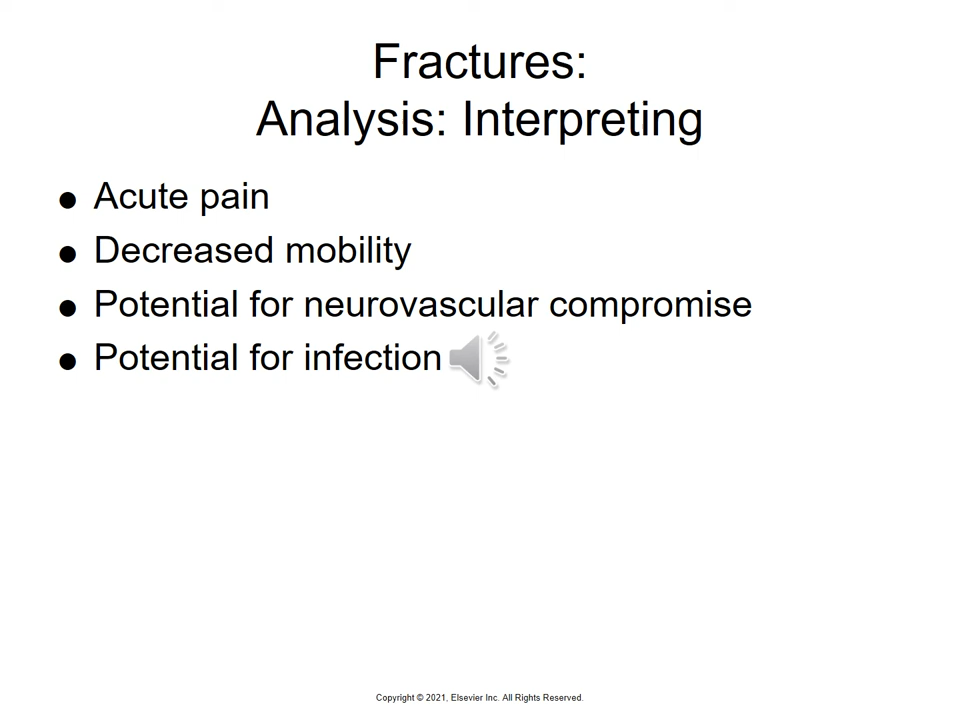 Fractures:
Analysis: Interpreting
● Acute pain
● Decreased mobility
● Potential for neurovascular compromise
● Potential for infection
Copyright © 2021, Elsevier Inc. All Rights Reserved.